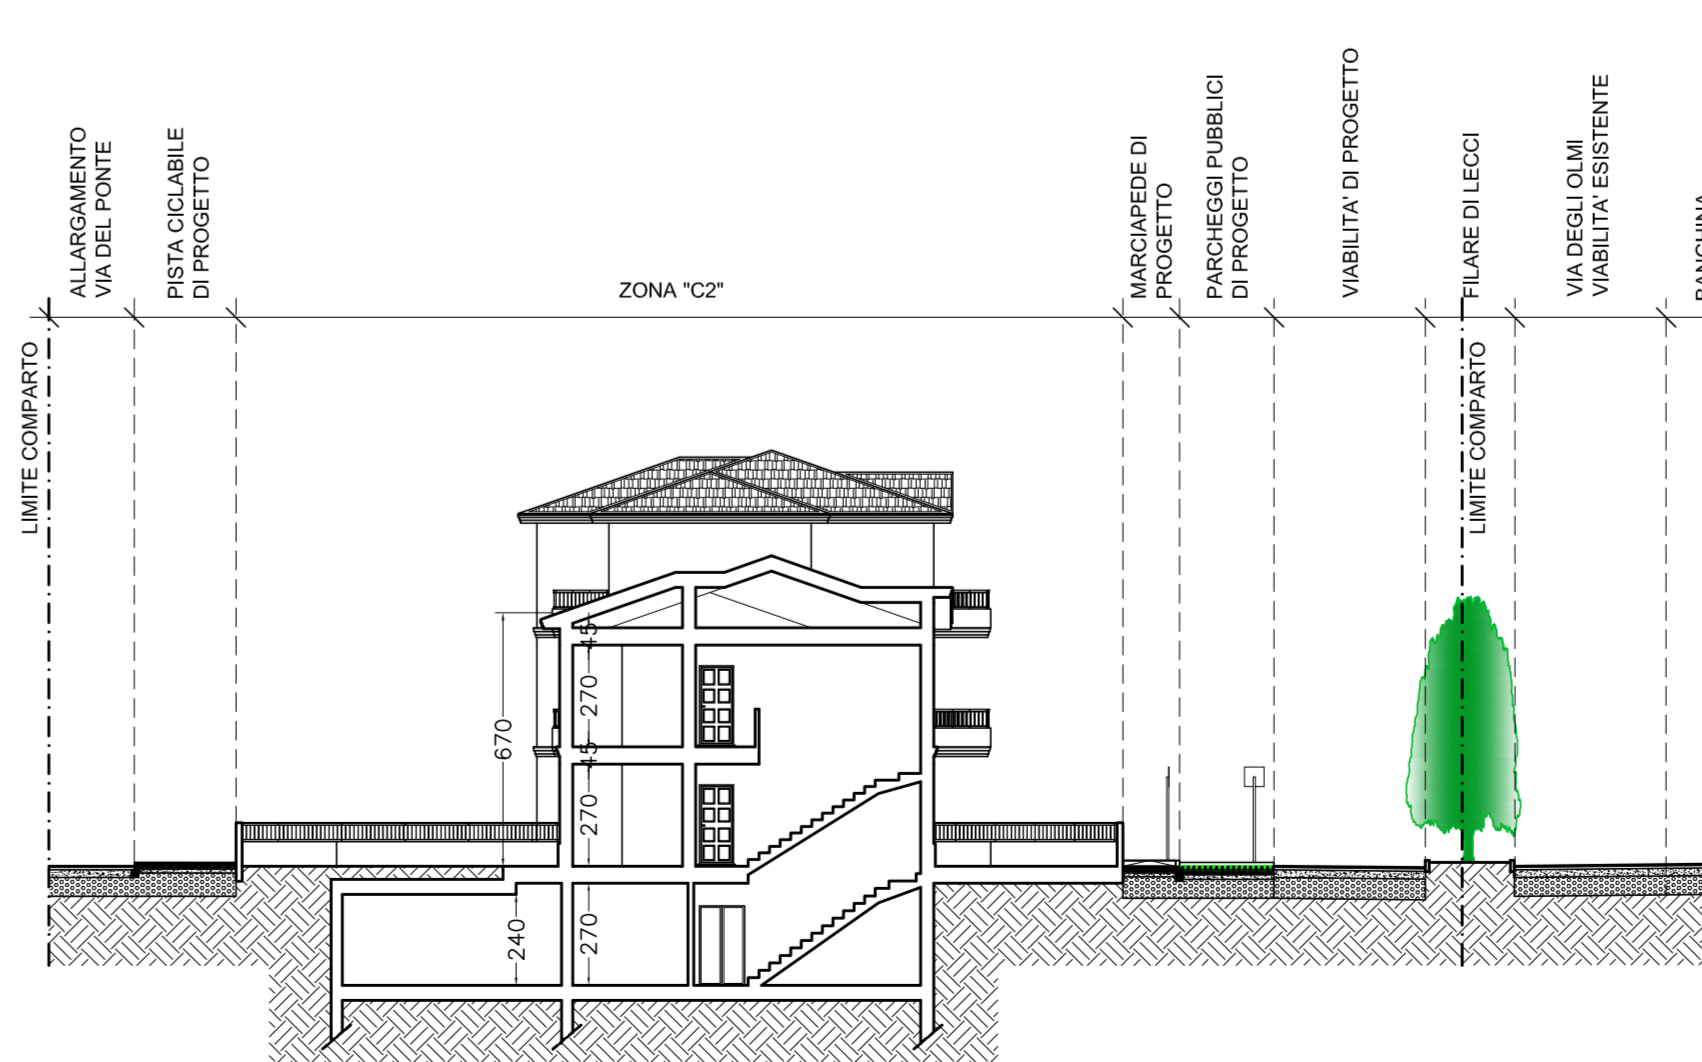 ALLARGAMENTO
VIA DEL PONTE
PISTA CICLABILE
DI PROGETTO
ZONA "C2"
MARCIAPEDE DI
PROGETTO
PARCHEGGI PUBBLICI
DI PROGETTO
VIABILITA' DI PROGETTO
FILARE DI LECCI
VIA DEGLI OLMI
VIABILITA' ESISTENTE
BANCHINA
LIMITE COMPARTO
LIMITE COMPARTO
45
270
670
45
270
240
270